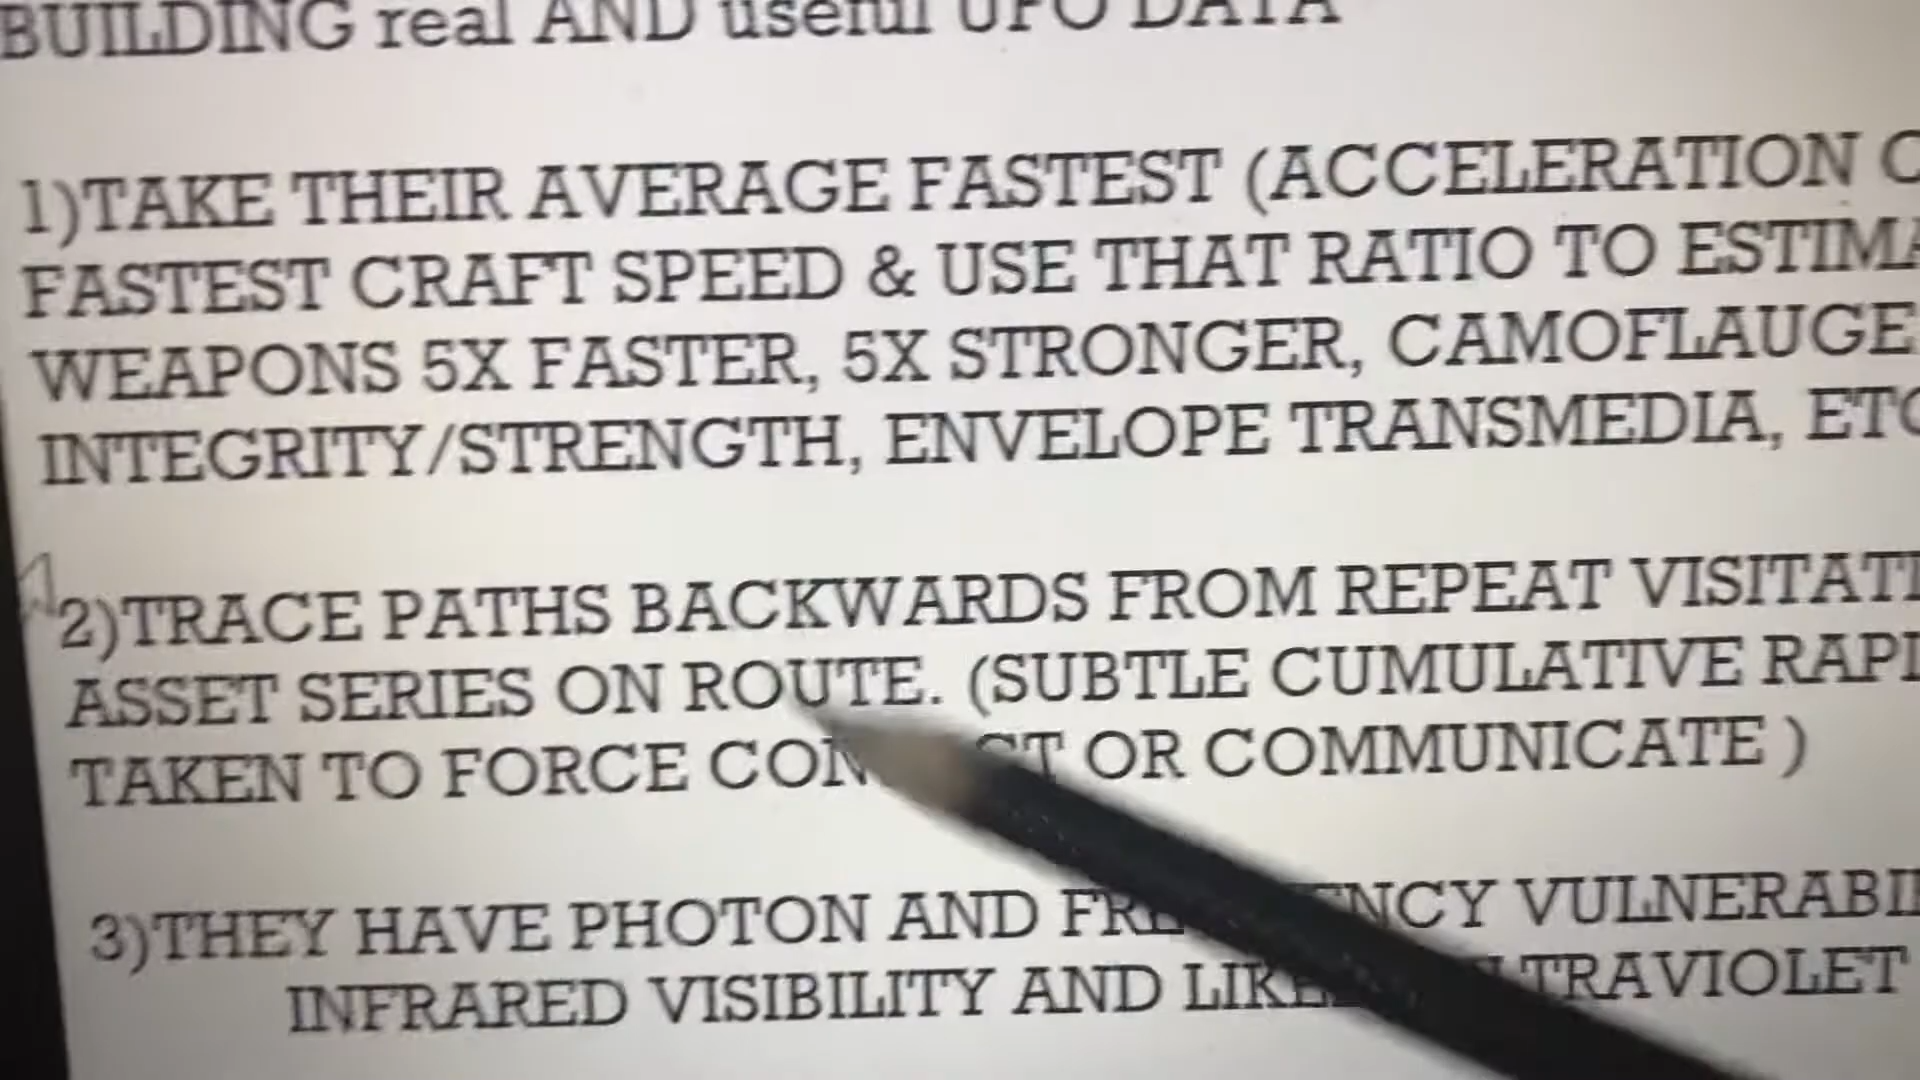 BUILDING real AND useful UFO DATA
1)TAKE THEIR AVERAGE FASTEST (ACCELERATION
FASTEST CRAFT SPEED & USE THAT RATIO TO
WEAPONS 5X FASTER, 5X STRONGER, CAMOFLAUGE
INTEGRITY/STRENGTH, ENVELOPE TRANSMEDIA, ETC
2)TRACE PATHS BACKWARDS FROM REPEAT
ASSET SERIES ON ROUTE. (SUBTLE CUMULATIVE
TAKEN TO FORCE OR COMMUNICATE )
3)THEY HAVE PHOTON AND
INFRARED VISIBILITY AND